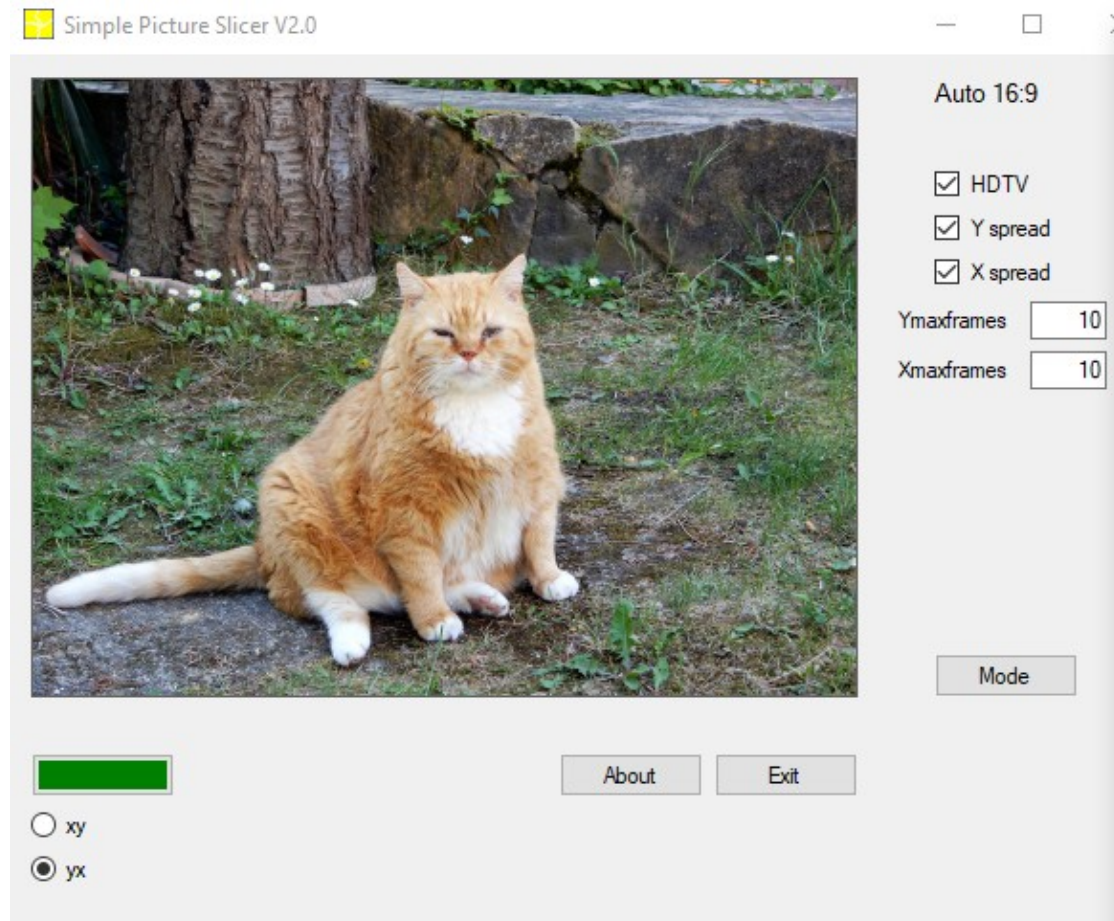 Simple Picture Slicer V2.0
Auto 16:9
HDTV
Y spread
X spread
Ymaxframes 10
Xmaxframes 10
Mode
About Exit
xy
yx